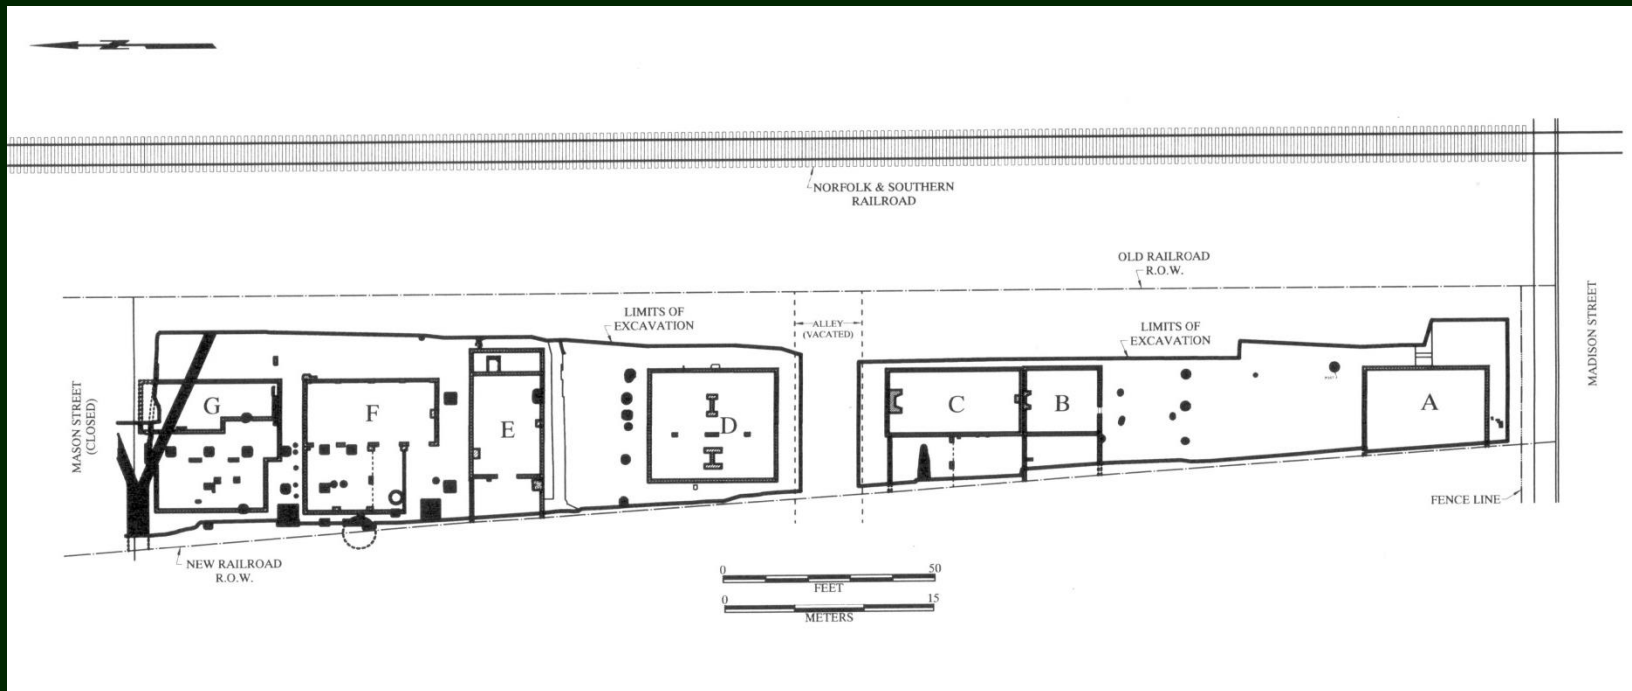 N
NORFOLK & SOUTHERN
RAILROAD
OLD RAILROAD
R.O.W.
LIMITS OF
EXCAVATION
ALLEY
(VACATED)
LIMITS OF
EXCAVATION
MASON STREET
(CLOSED)
MADISON STREET
G
F
E
D
C
B
A
FENCE LINE
NEW RAILROAD
R.O.W.
0 50
FEET
0 15
METERS